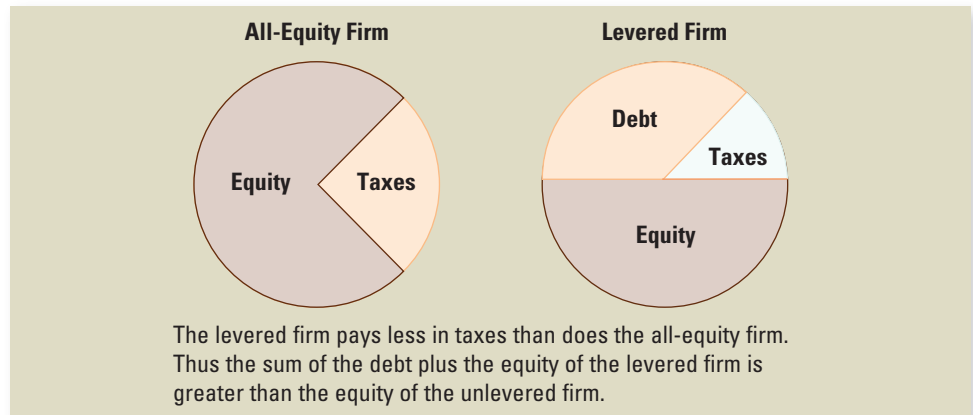 All-Equity Firm
Equity
Taxes
Levered Firm
Debt
Taxes
Equity
The levered firm pays less in taxes than does the all-equity firm.
Thus the sum of the debt plus the equity of the levered firm is
greater than the equity of the unlevered firm.